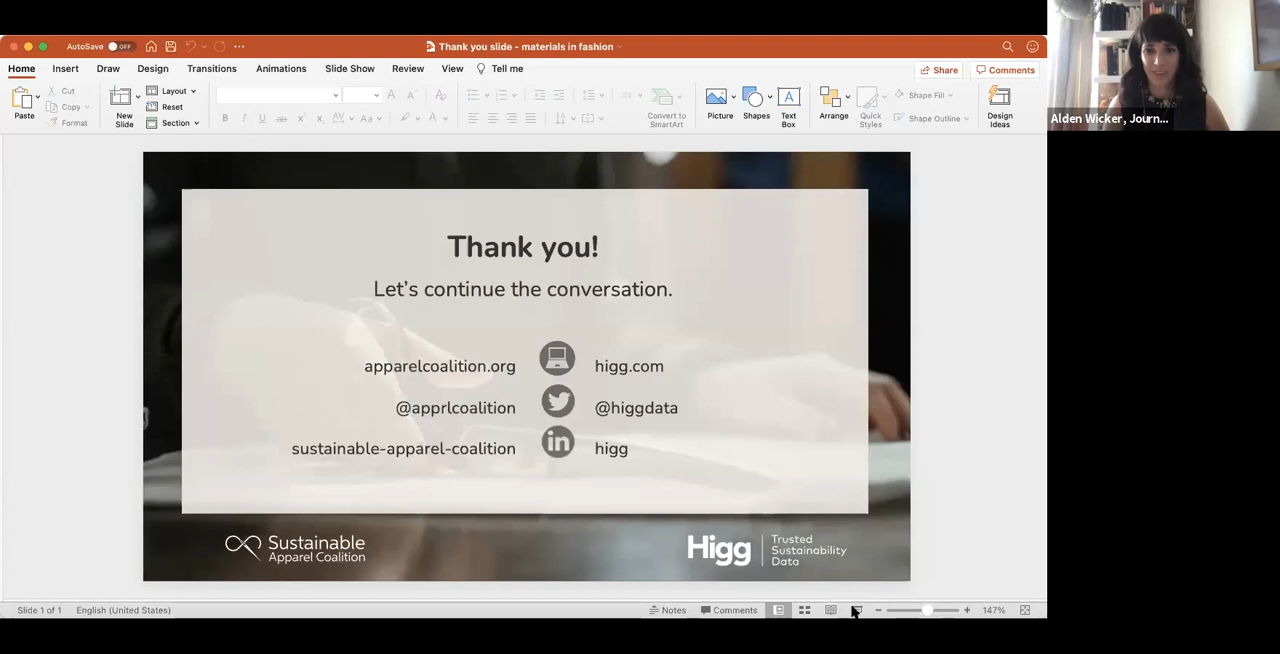 AutoSave OFF
Thank you slide - materials in fashion
Home Insert Draw Design Transitions Animations Slide Show Review View Tell me
Share Comments
Paste
Cut
Copy
Format
New Slide
Layout
Reset
Section
Convert to SmartArt
Picture
Shapes
Text Box
Arrange
Quick Styles
Shape Fill
Shape Outline
Design Ideas
Alden Wicker, Journ...
Thank you!
Let's continue the conversation.
apparelcoalition.org higg.com
@apprlcoalition @higgdata
sustainable-apparel-coalition in higg
Sustainable
Apparel Coalition
Higg
Trusted
Sustainability
Data
Slide 1 of 1 English (United States) Notes Comments 147%